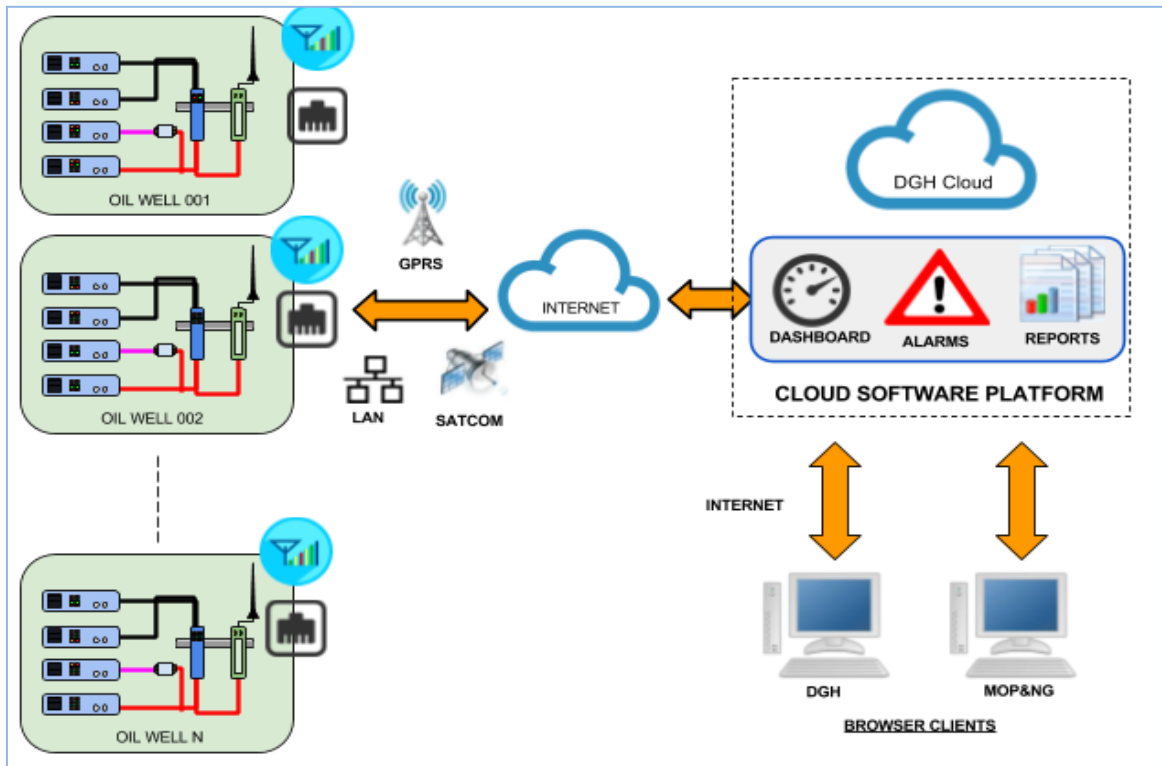 OIL WELL 001
OIL WELL 002
OIL WELL N
GPRS
LAN
SATCOM
INTERNET
DGH Cloud
DASHBOARD
ALARMS
REPORTS
CLOUD SOFTWARE PLATFORM
INTERNET
DGH
MOP&NG
BROWSER CLIENTS